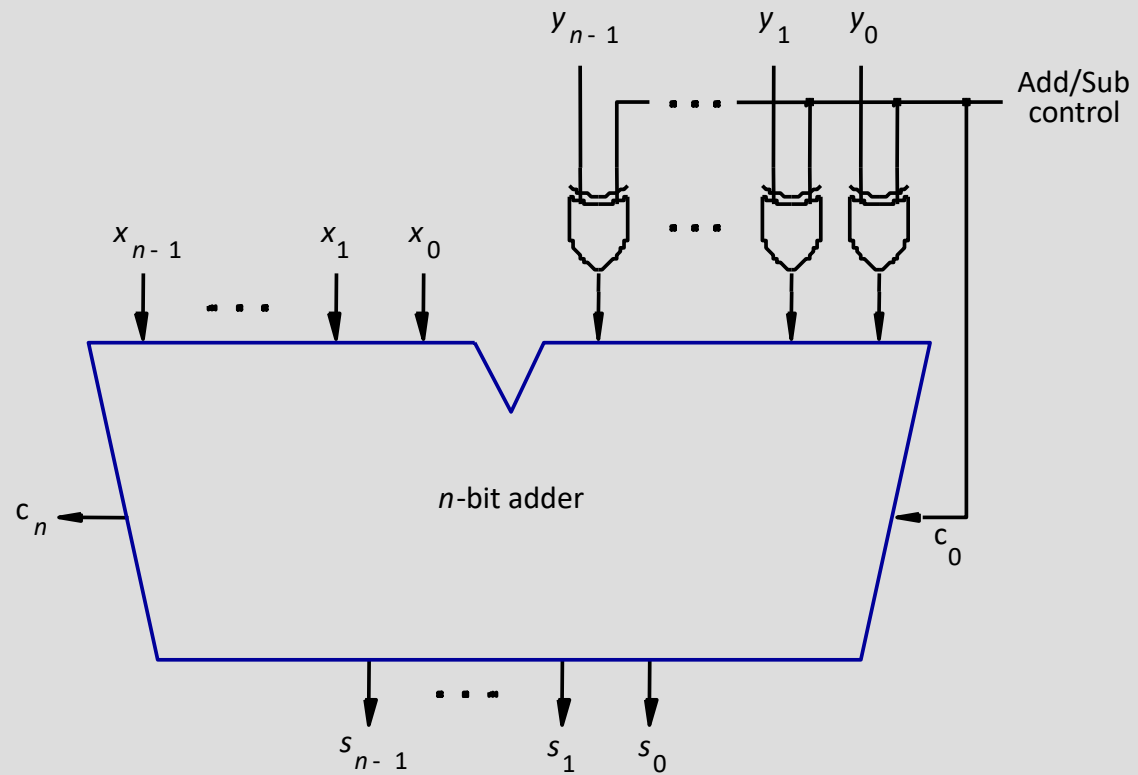 y n-1 y 1 y 0
Add/Sub
control
x n-1 x 1 x 0
n-bit adder
c n
c 0
s n-1 s 1 s 0